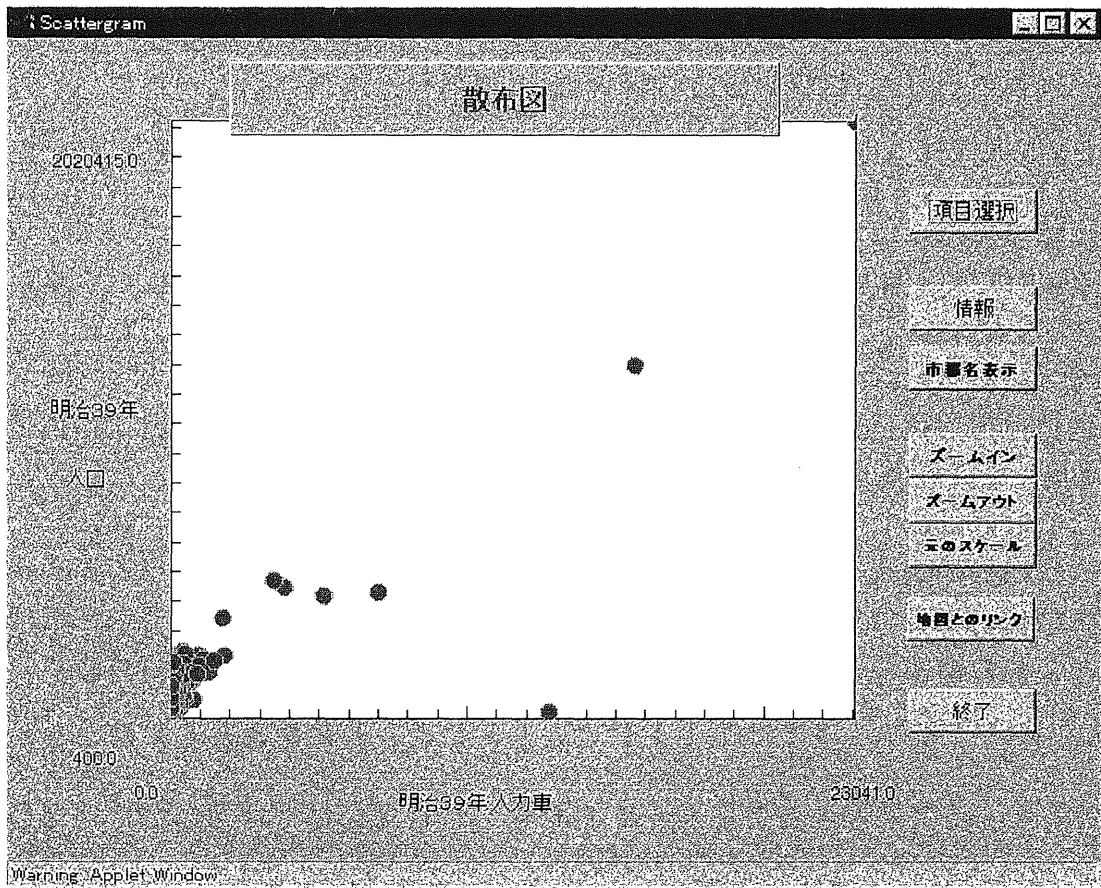 Scattergram
散布図
2020415.0
項目選択
情報
市郡名表示
明治39年
人口
ズームイン
ズームアウト
元のスケール
地図とのリンク
終了
400.0
0.0
明治39年人力車
23041.0
Warning: Applet Window